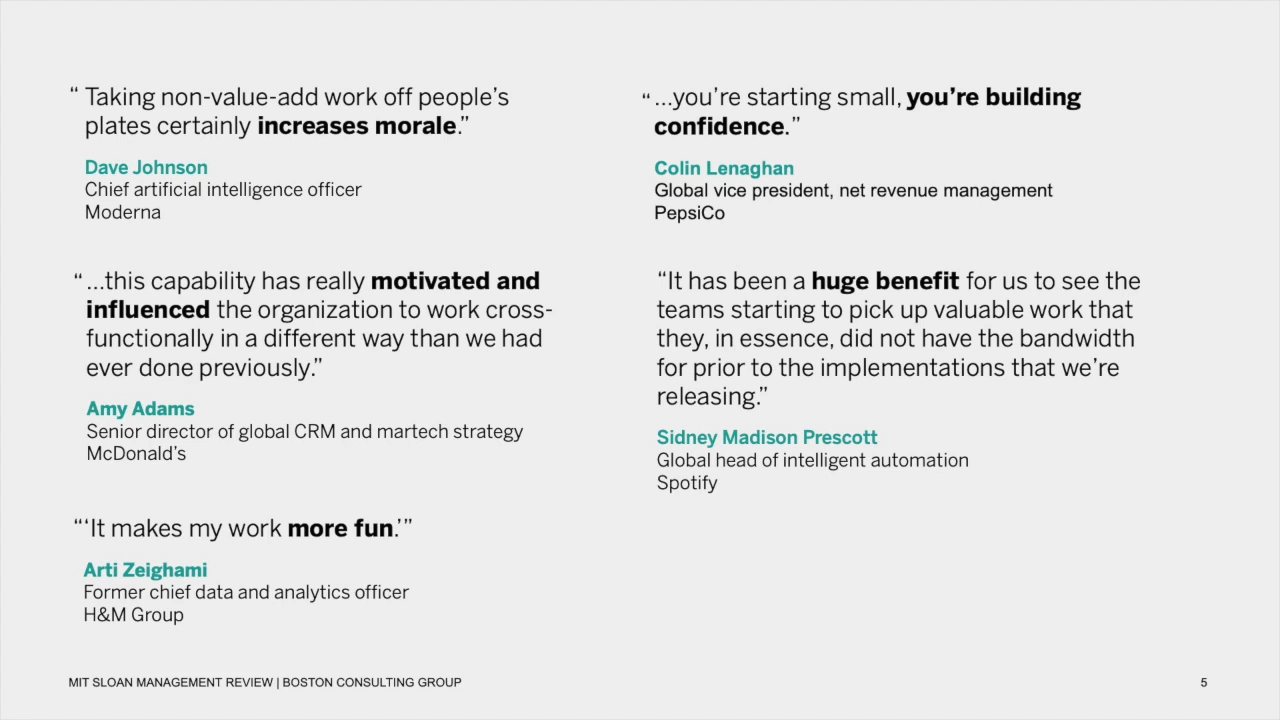 “ Taking non-value-add work off people’s
plates certainly increases morale.”
Dave Johnson
Chief artificial intelligence officer
Moderna
“ …this capability has really motivated and
influenced the organization to work cross-
functionally in a different way than we had
ever done previously.”
Amy Adams
Senior director of global CRM and martech strategy
McDonald’s
“‘It makes my work more fun.’”
Arti Zeighami
Former chief data and analytics officer
H&M Group
“ …you’re starting small, you’re building
confidence.”
Colin Lenaghan
Global vice president, net revenue management
PepsiCo
“It has been a huge benefit for us to see the
teams starting to pick up valuable work that
they, in essence, did not have the bandwidth
for prior to the implementations that we’re
releasing.”
Sidney Madison Prescott
Global head of intelligent automation
Spotify
MIT SLOAN MANAGEMENT REVIEW | BOSTON CONSULTING GROUP
5